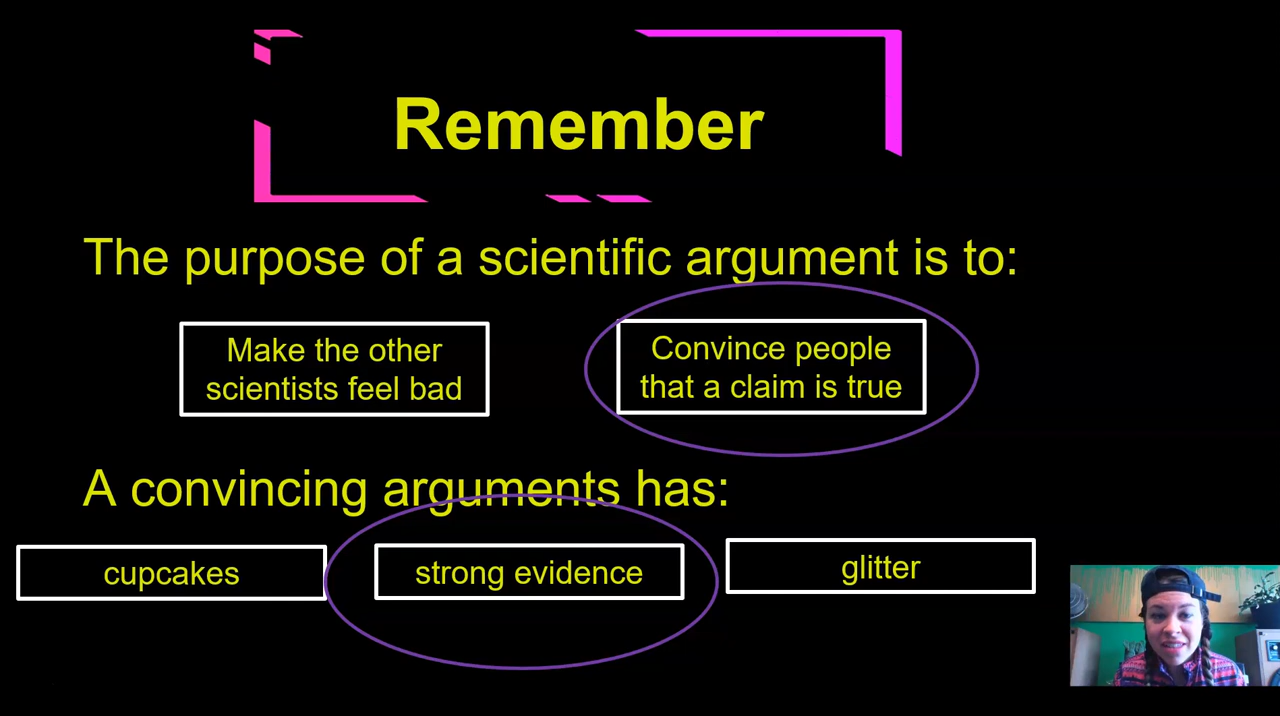 Remember
The purpose of a scientific argument is to:
Make the other
scientists feel bad
Convince people
that a claim is true
A convincing arguments has:
cupcakes
strong evidence
glitter